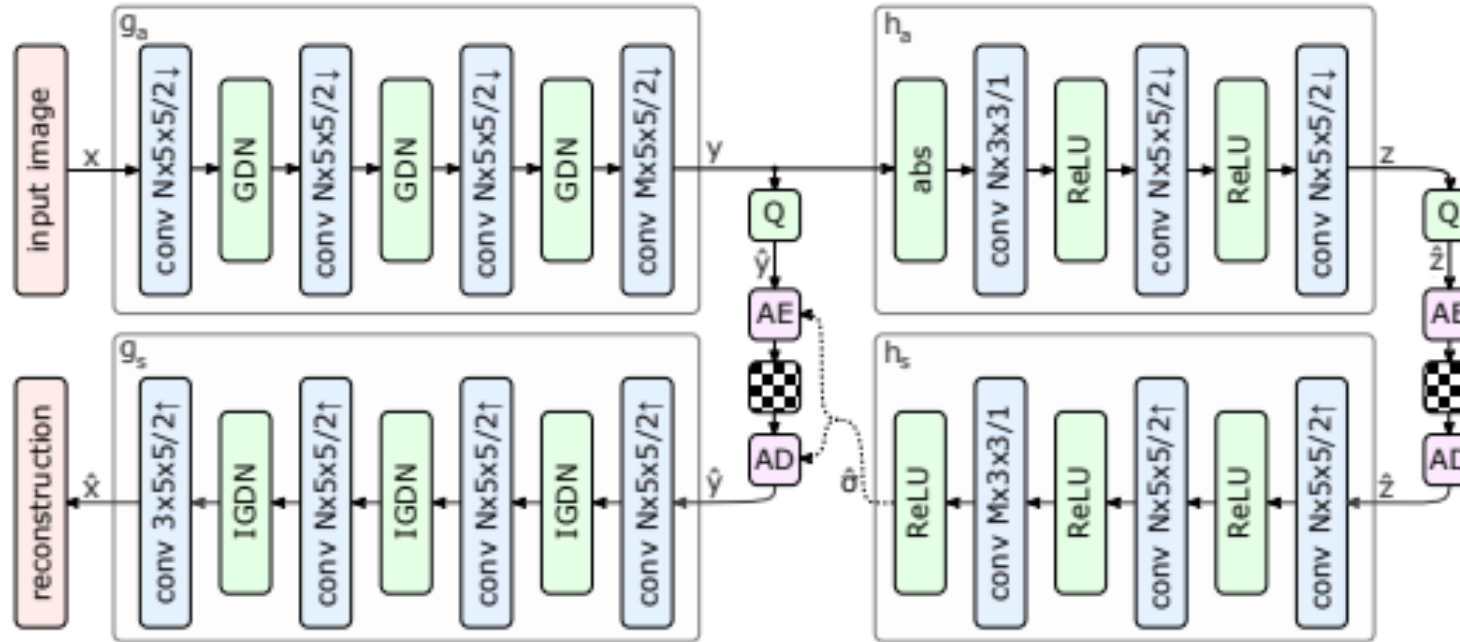 gₐ
input image
x
conv Nx5x5/2↓
GDN
conv Nx5x5/2↓
GDN
conv Nx5x5/2↓
GDN
conv Mx5x5/2↓
y
Q
ŷ
AE
AD
ŷ
hₐ
abs
conv Nx3x3/1
ReLU
conv Nx5x5/2↓
ReLU
conv Nx5x5/2↓
z
Q
ẑ
AE
AD
ẑ
gₛ
reconstruction
x̂
conv 3x5x5/2↑
IGDN
conv Nx5x5/2↑
IGDN
conv Nx5x5/2↑
IGDN
conv Nx5x5/2↑
hₛ
ReLU
conv Mx3x3/1
ReLU
conv Nx5x5/2↑
ReLU
conv Nx5x5/2↑